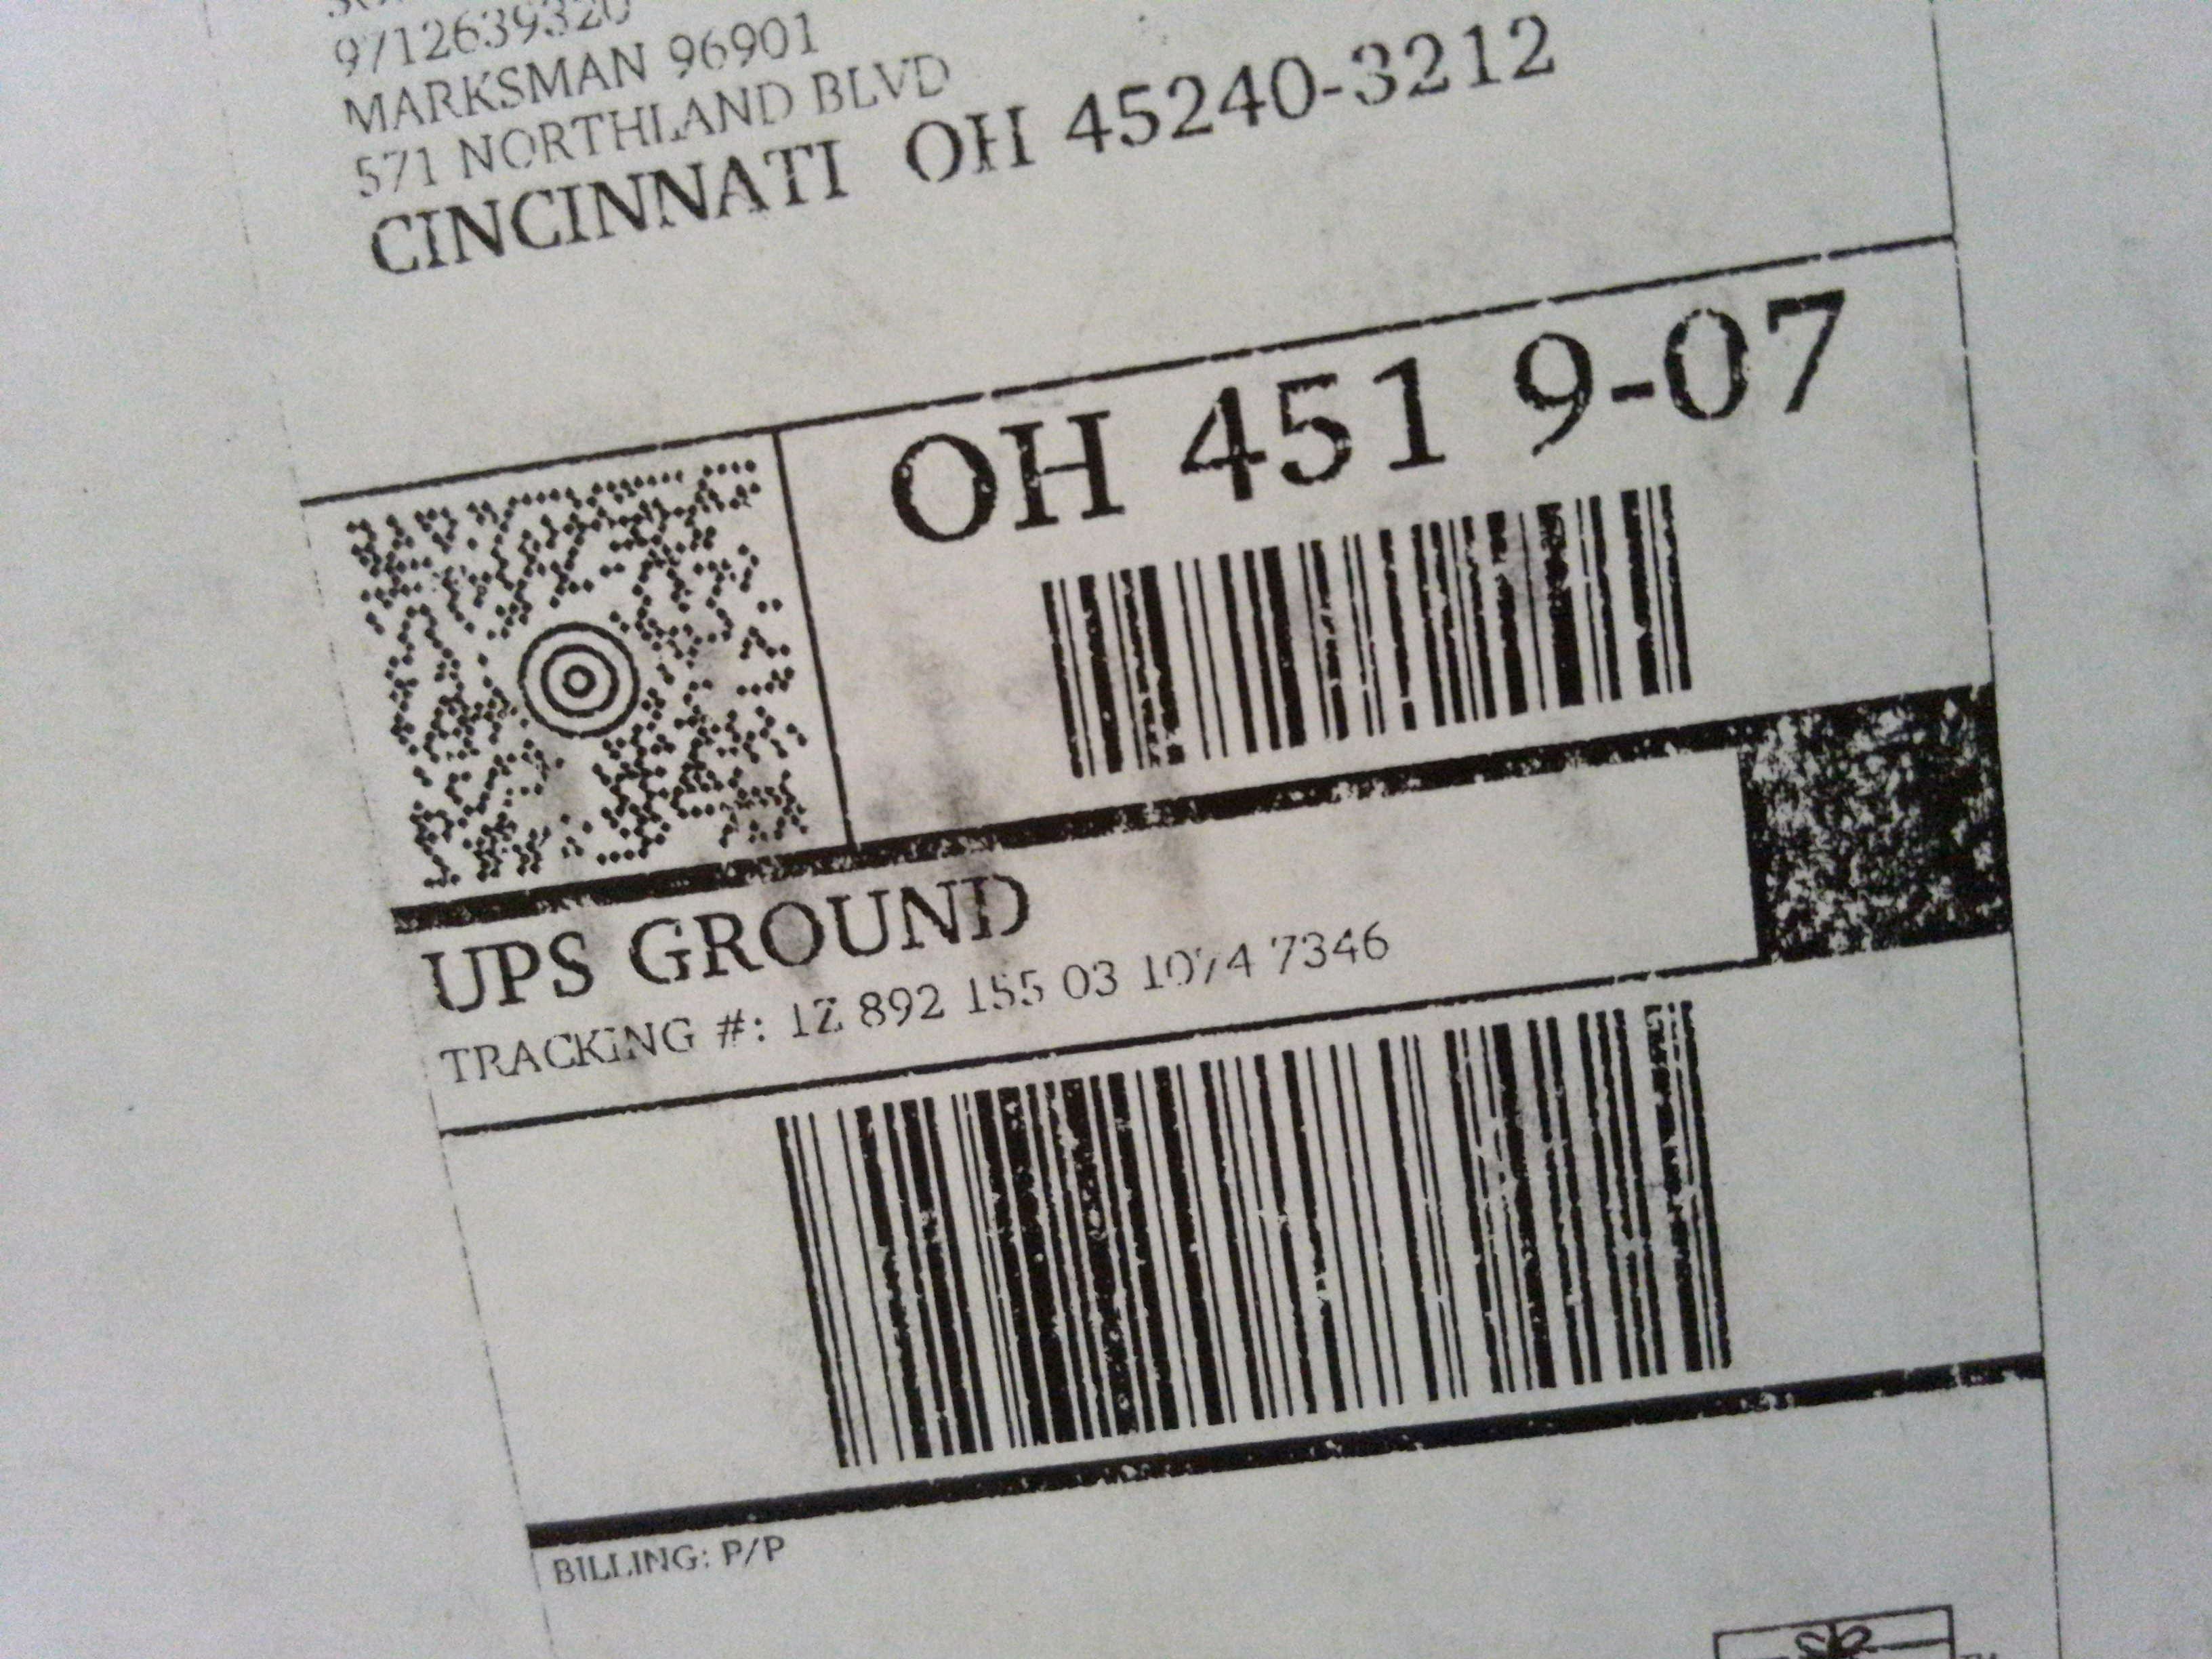 9712639320
MARKSMAN 96901
571 NORTHLAND BLVD
CINCINNATI OH 45240-3212
OH 451 9-07
UPS GROUND
TRACKING #: 1Z 892 155 03 1074 7346
BILLING: P/P
TM